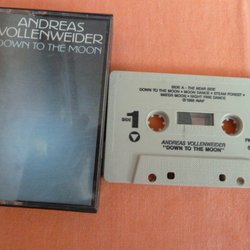 ANDREAS
VOLLENWEIDER
DOWN TO THE MOON
SIDE A - THE NEAR SIDE
DOWN TO THE MOON • MOON DANCE • STEAM FOREST •
WATER MOON • NIGHT FIRE DANCE
SIDE
1
ANDREAS VOLLENWEIDER
"DOWN TO THE MOON"